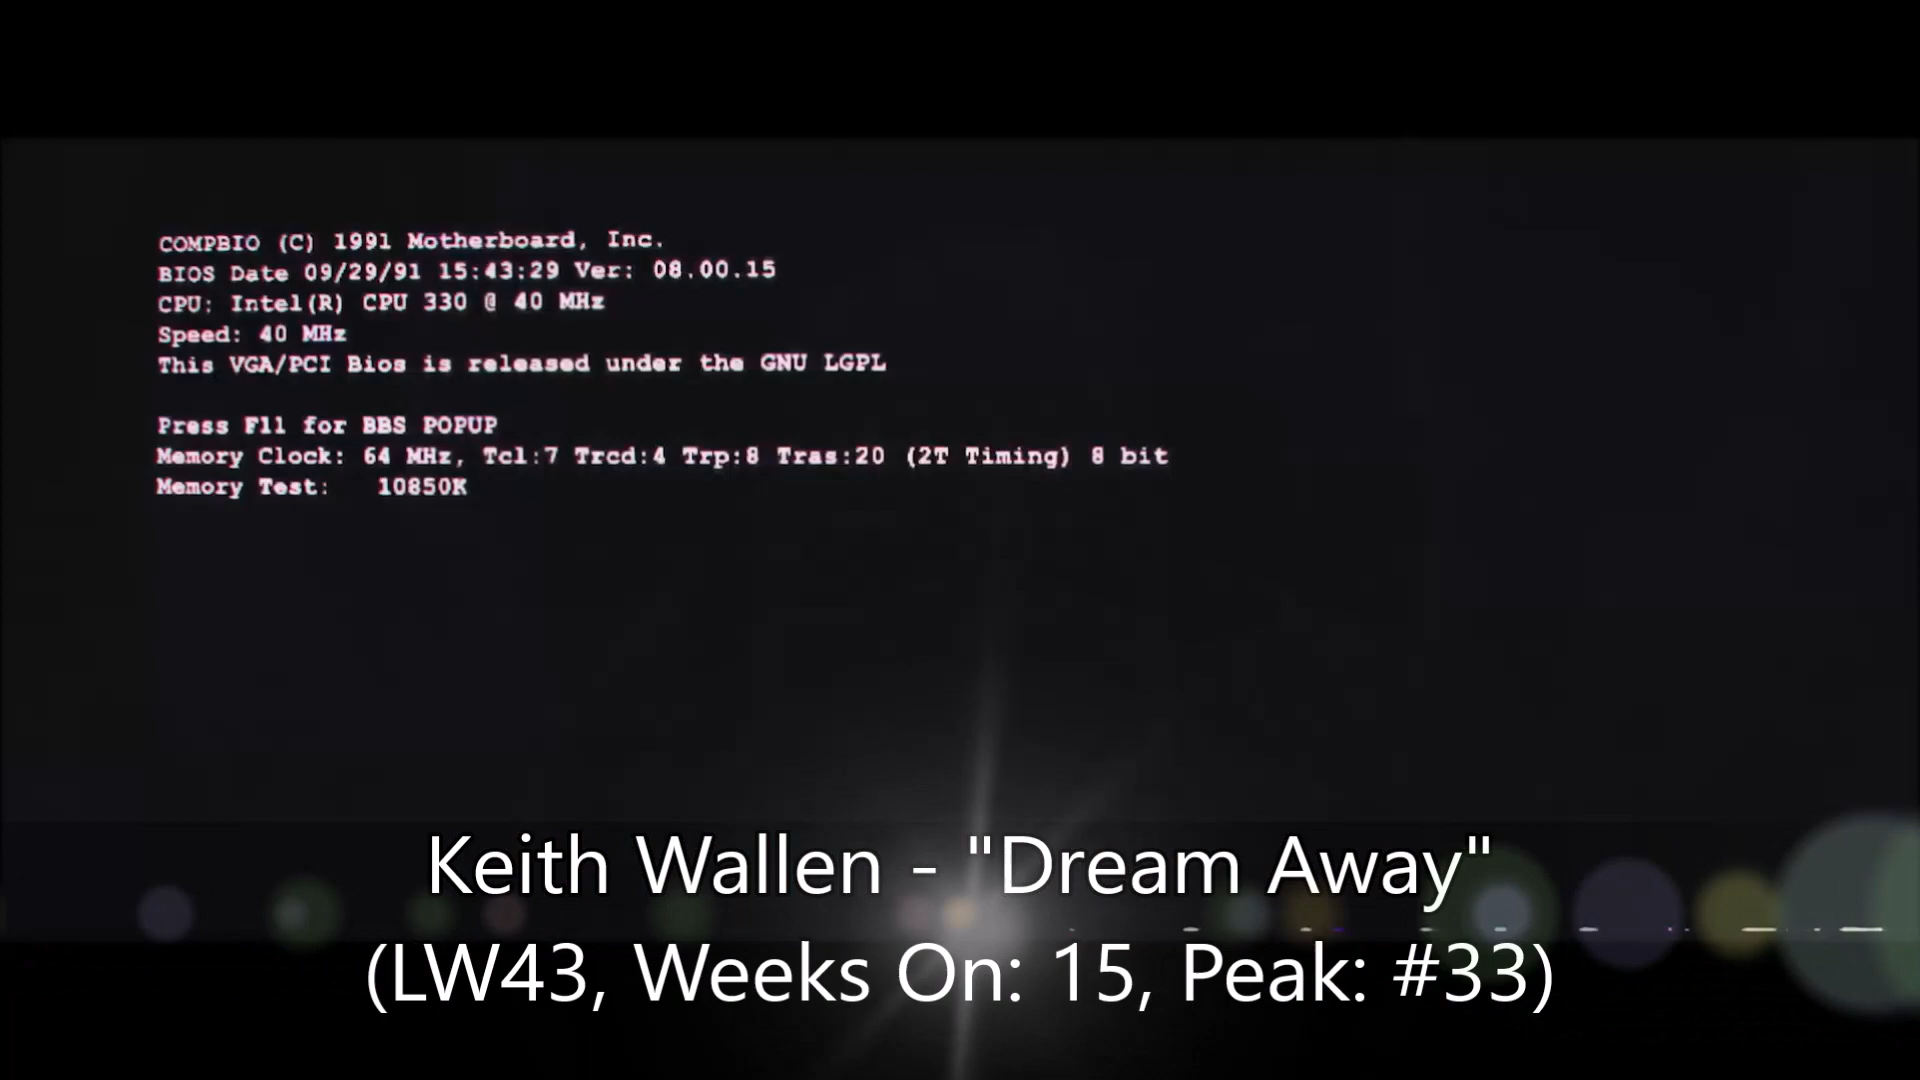 COMPBIO (C) 1991 Motherboard, Inc.
BIOS Date 09/29/91 15:43:29 Ver: 08.00.15
CPU: Intel(R) CPU 330 @ 40 MHz
Speed: 40 MHz
This VGA/PCI Bios is released under the GNU LGPL
Press F11 for BBS POPUP
Memory Clock: 64 MHz, Tcl:7 Trcd:4 Trp:8 Tras:20 (2T Timing) 8 bit
Memory Test: 10850K
Keith Wallen - "Dream Away"
(LW43, Weeks On: 15, Peak: #33)